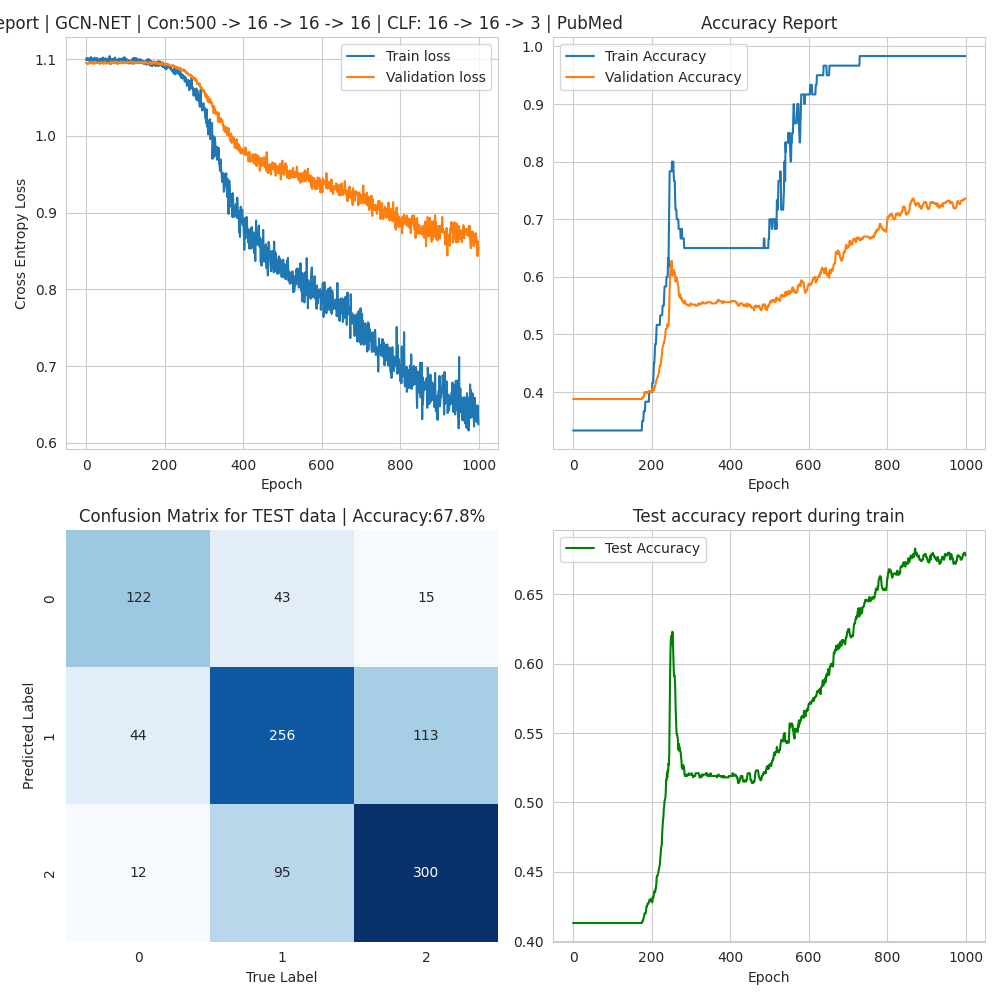 eport | GCN-NET | Con:500 -> 16 -> 16 -> 16 | CLF: 16 -> 16 -> 3 | PubMed
Train loss
Validation loss
1.1
1.0
0.9
0.8
0.7
0.6
Cross Entropy Loss
0 200 400 600 800 1000
Epoch
Accuracy Report
Train Accuracy
Validation Accuracy
1.0
0.9
0.8
0.7
0.6
0.5
0.4
0 200 400 600 800 1000
Epoch
Confusion Matrix for TEST data | Accuracy:67.8%
Predicted Label
0 122 43 15
1 44 256 113
2 12 95 300
0 1 2
True Label
Test accuracy report during train
Test Accuracy
0.65
0.60
0.55
0.50
0.45
0.40
0 200 400 600 800 1000
Epoch